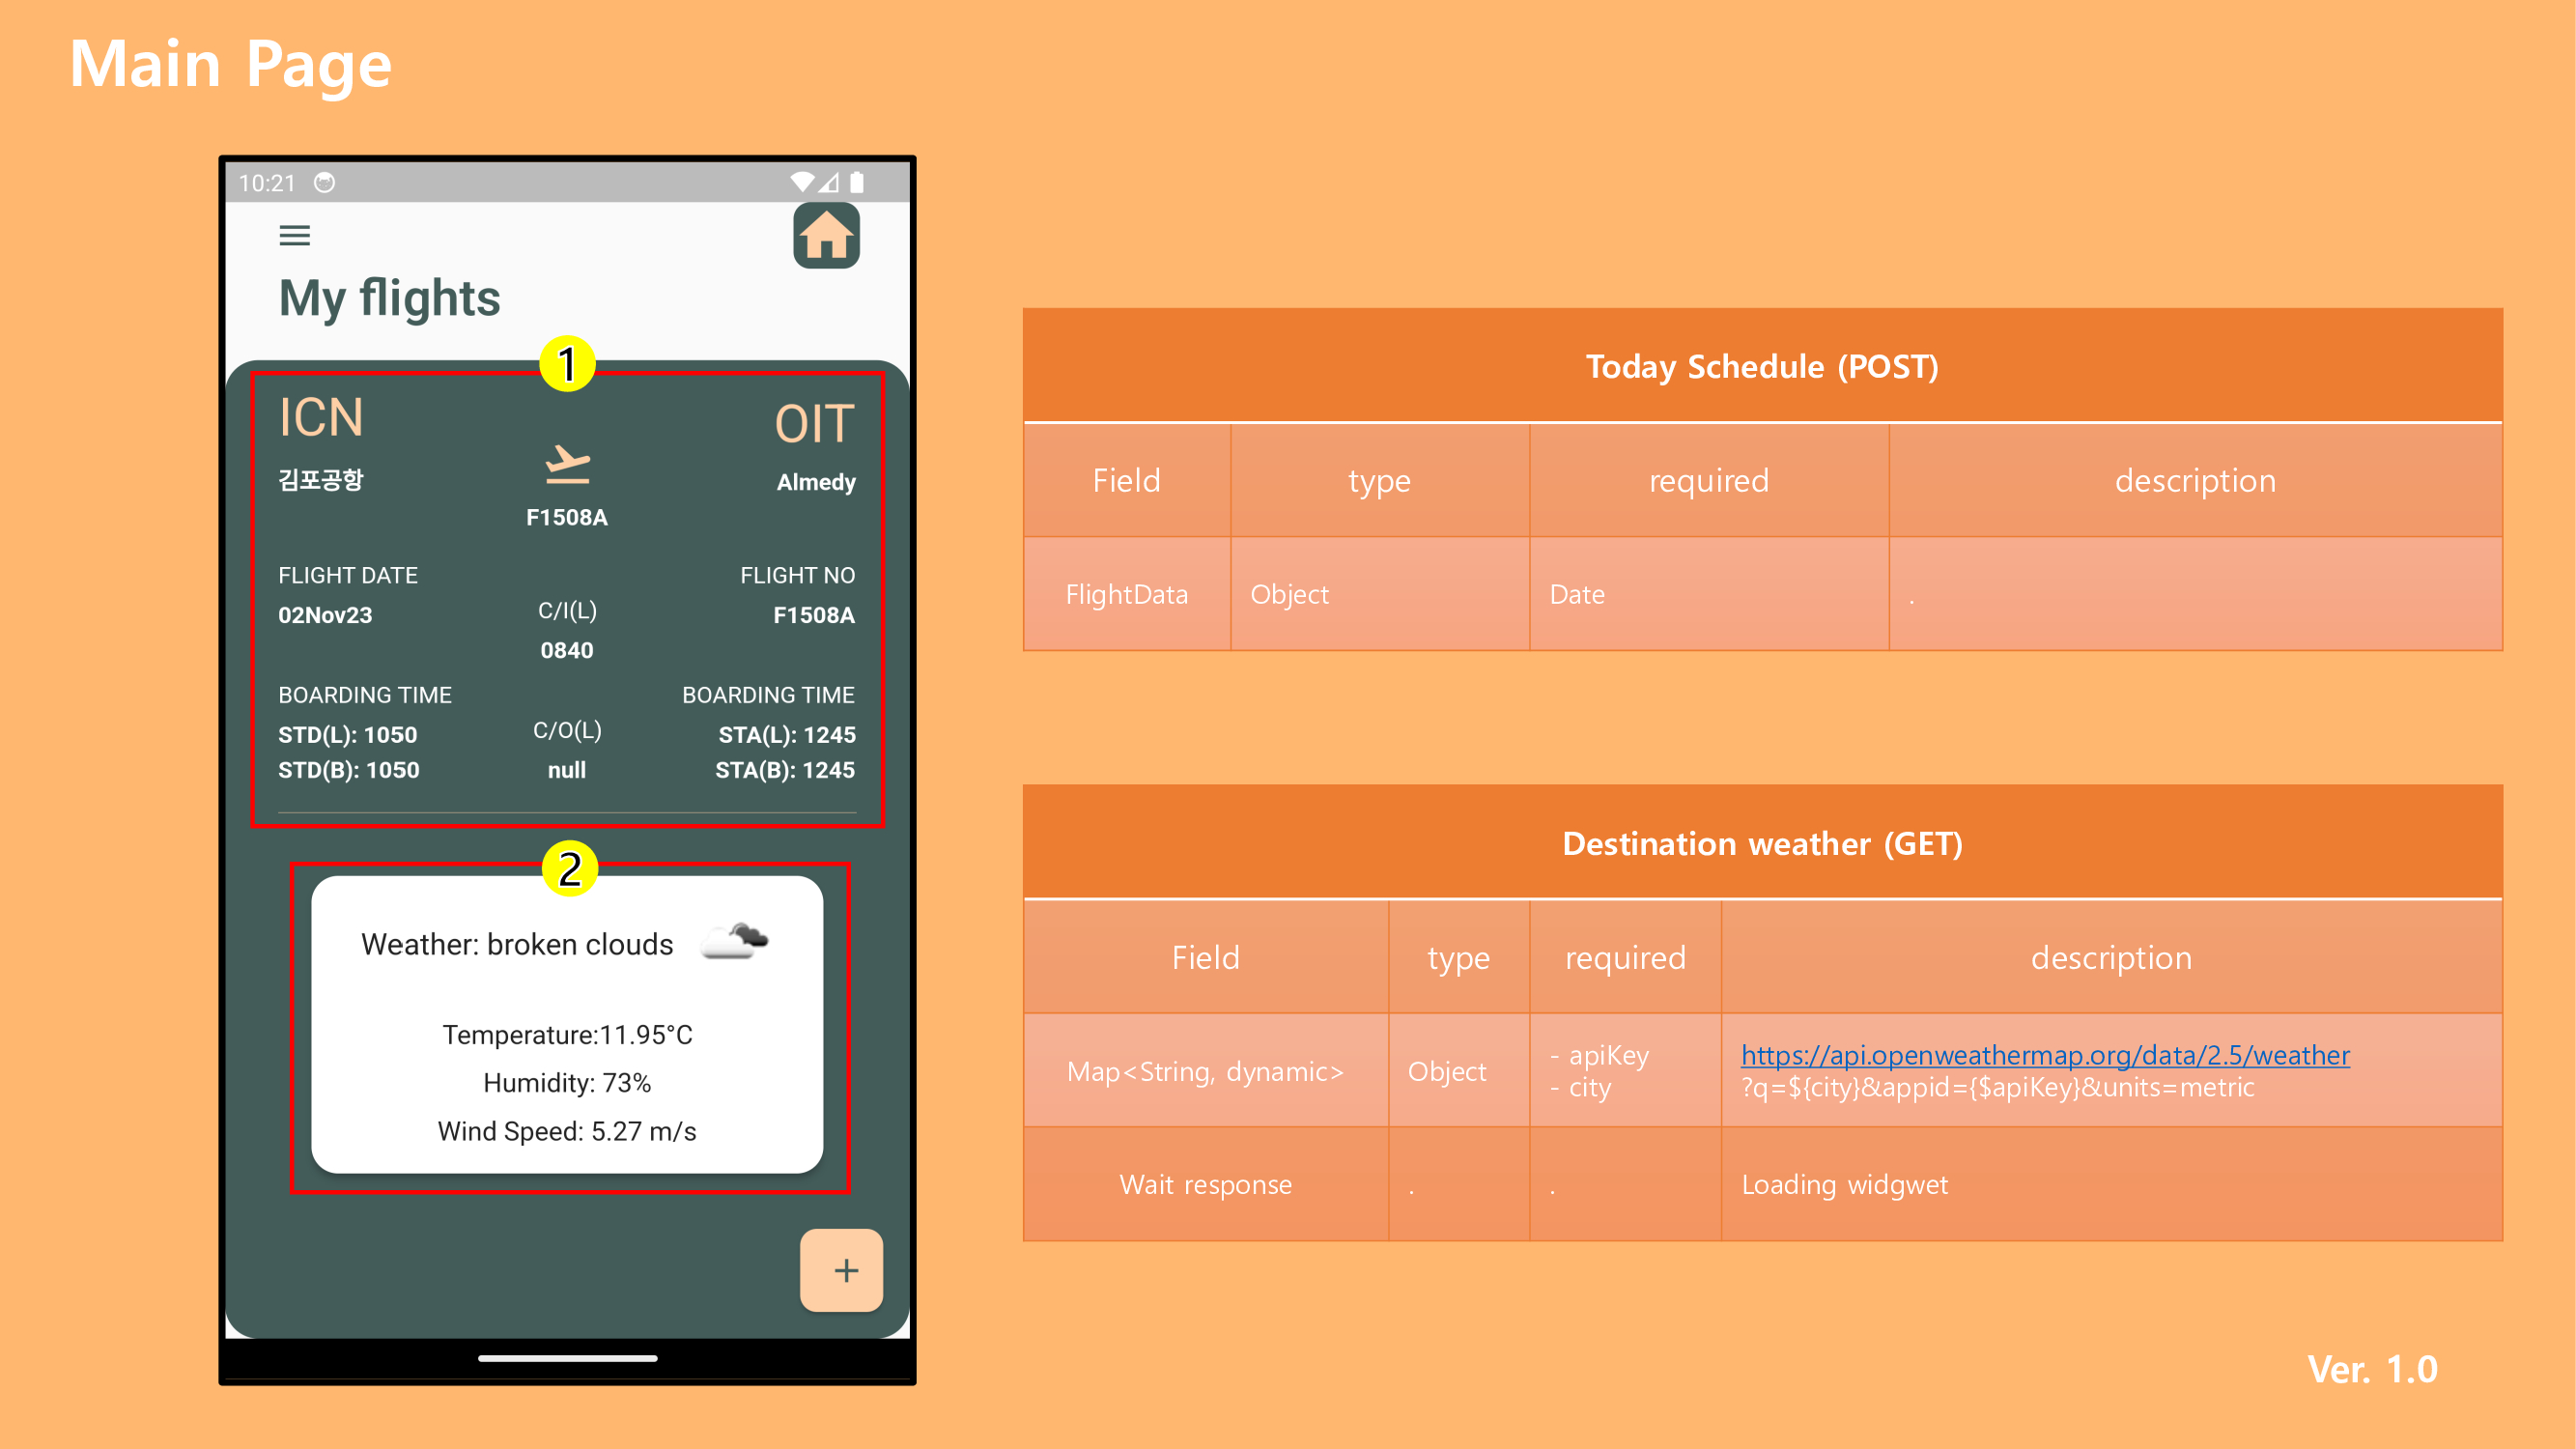 Main Page
10:21
My flights
1
ICN
OIT
김포공항
Almedy
F1508A
FLIGHT DATE
FLIGHT NO
02Nov23
C/I(L)
F1508A
0840
BOARDING TIME
BOARDING TIME
STD(L): 1050
C/O(L)
STA(L): 1245
STD(B): 1050
null
STA(B): 1245
2
Weather: broken clouds
Temperature:11.95°C
Humidity: 73%
Wind Speed: 5.27 m/s
+
Today Schedule (POST)
Field type required description
FlightData Object Date .
Destination weather (GET)
Field type required description
Map<String, dynamic> Object
- apiKey
- city
https://api.openweathermap.org/data/2.5/weather
?q=${city}&appid={$apiKey}&units=metric
Wait response . . Loading widgwet
Ver. 1.0